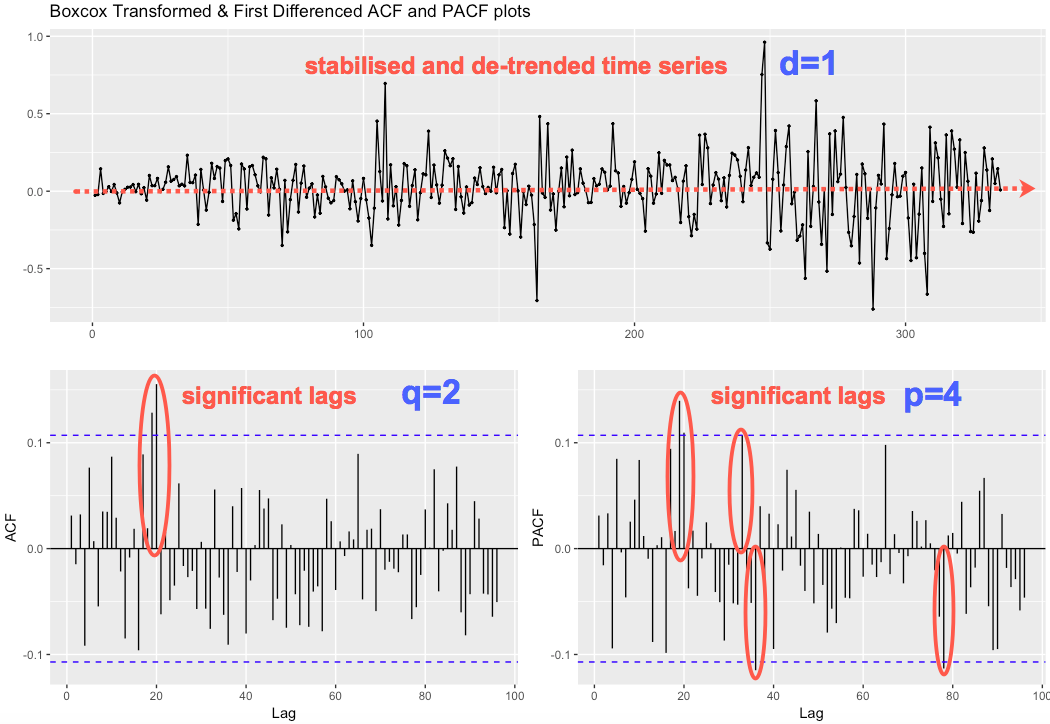 Boxcox Transformed & First Differenced ACF and PACF plots
1.0
stabilised and de-trended time series d=1
0.5
0.0
-0.5
0 100 200 300
significant lags q=2
0.1
0.0
-0.1
ACF
0 20 40 60 80 100
Lag
significant lags p=4
0.1
0.0
-0.1
PACF
0 20 40 60 80 100
Lag